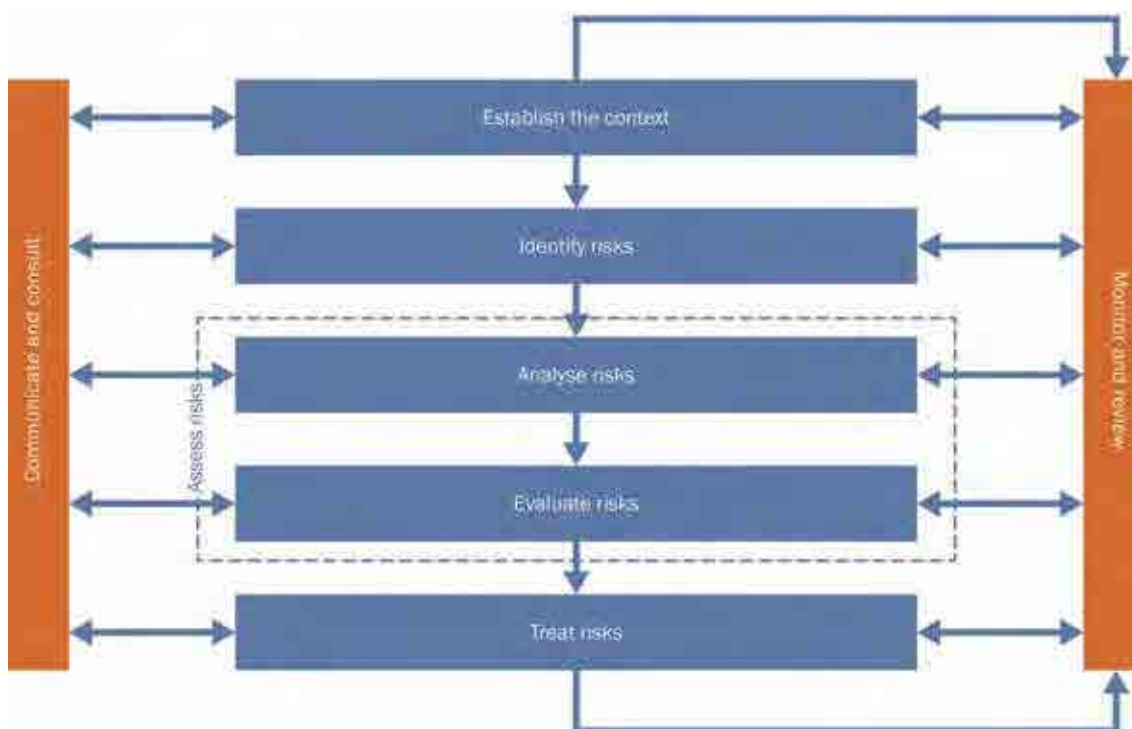 Establish the context
Identify risks
Analyse risks
Evaluate risks
Treat risks
Communicate and consult
Assess risks
Monitor and review